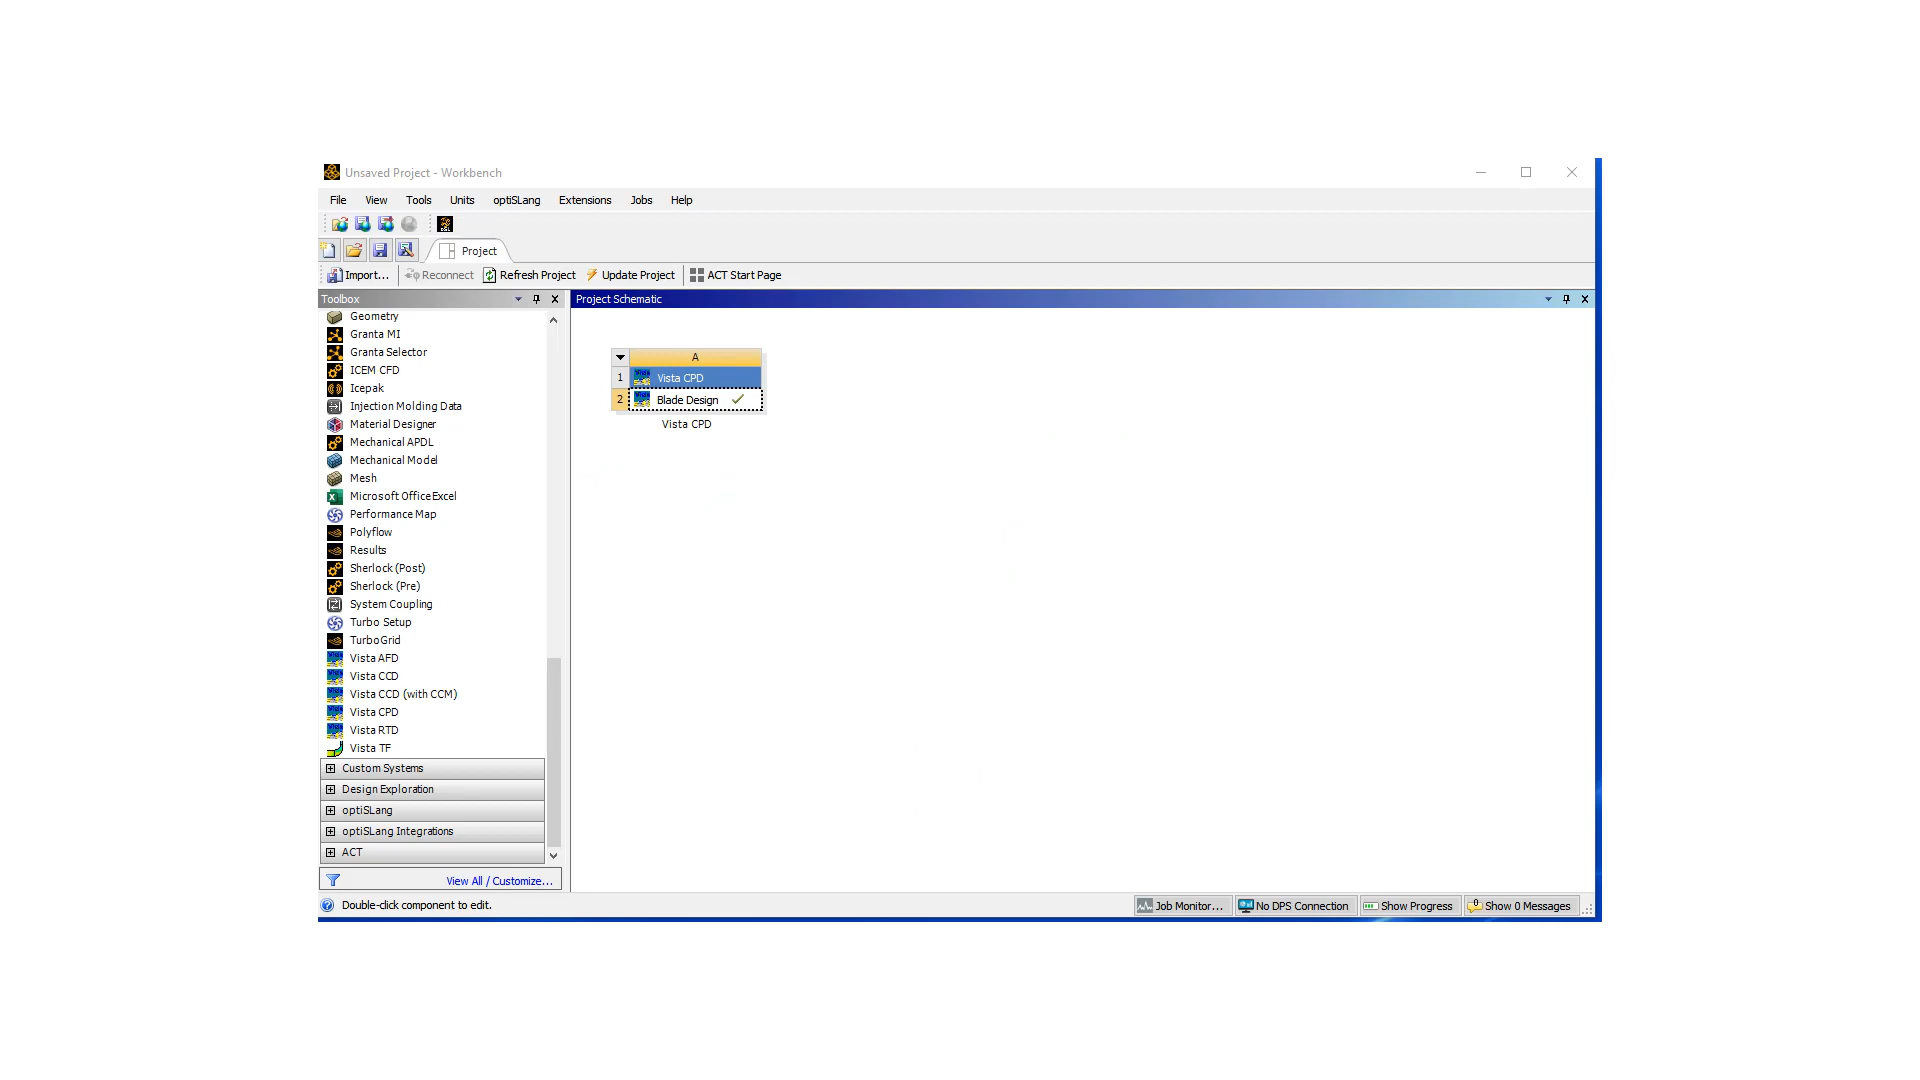 Unsaved Project - Workbench
File View Tools Units optiSLang Extensions Jobs Help
Project
Import... Reconnect Refresh Project Update Project ACT Start Page
Toolbox
Project Schematic
Geometry
Granta MI
Granta Selector
ICEM CFD
Icepak
Injection Molding Data
Material Designer
Mechanical APDL
Mechanical Model
Mesh
Microsoft Office Excel
Performance Map
Polyflow
Results
Sherlock (Post)
Sherlock (Pre)
System Coupling
Turbo Setup
TurboGrid
Vista AFD
Vista CCD
Vista CCD (with CCM)
Vista CPD
Vista RTD
Vista TF
Custom Systems
Design Exploration
optiSLang
optiSLang Integrations
ACT
View All / Customize...
A
1 Vista CPD
2 Blade Design
Vista CPD
Double-click component to edit.
Job Monitor... No DPS Connection Show Progress Show 0 Messages